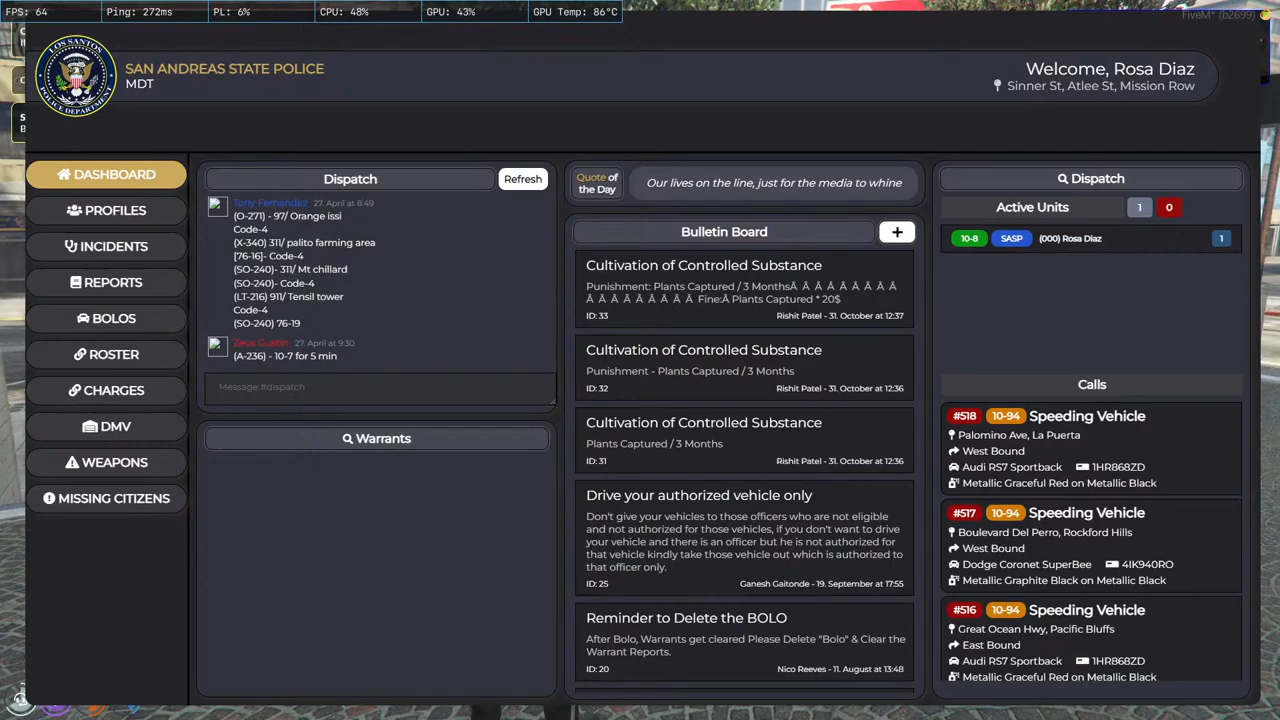 FPS: 64
Ping: 272ms
PL: 6%
CPU: 48%
GPU: 43%
GPU Temp: 86°C
FiveM* (b2699)
LOS SANTOS
POLICE DEPARTMENT
SAN ANDREAS STATE POLICE
MDT
Welcome, Rosa Diaz
Sinner St, Atlee St, Mission Row
DASHBOARD
PROFILES
INCIDENTS
REPORTS
BOLOS
ROSTER
CHARGES
DMV
WEAPONS
MISSING CITIZENS
Dispatch
Refresh
Tony Fernandez 27. April at 8:49
(O-271) - 97/ Orange issi
Code-4
(X-340) 311/ palito farming area
[76-16]- Code-4
(SO-240)- 311/ Mt chillard
(SO-240)- Code-4
(LT-216) 911/ Tensil tower
Code-4
(SO-240) 76-19
Zeus Gustin 27. April at 9:30
(A-236) - 10-7 for 5 min
Message #dispatch
Warrants
Quote of
the Day
Our lives on the line, just for the media to whine
Bulletin Board
+
Cultivation of Controlled Substance
Punishment: Plants Captured / 3 MonthsÂ Â Â Â Â Â Â Â Â
Â Â Â Â Â Â Â Â Â Fine:Â Plants Captured * 20$
ID: 33
Rishit Patel - 31. October at 12:37
Cultivation of Controlled Substance
Punishment - Plants Captured / 3 Months
ID: 32
Rishit Patel - 31. October at 12:36
Cultivation of Controlled Substance
Plants Captured / 3 Months
ID: 31
Rishit Patel - 31. October at 12:36
Drive your authorized vehicle only
Don't give your vehicles to those officers who are not eligible
and not authorized for those vehicles, if you don't want to drive
your vehicle and there is an officer but he is not authorized for
that vehicle kindly take those vehicle out which is authorized to
that officer only.
ID: 25
Ganesh Gaitonde - 19. September at 17:55
Reminder to Delete the BOLO
After Bolo, Warrants get cleared Please Delete "Bolo" & Clear the
Warrant Reports.
ID: 20
Nico Reeves - 11. August at 13:48
Dispatch
Active Units
1
0
10-8 SASP (000) Rosa Diaz 1
Calls
#518 10-94 Speeding Vehicle
Palomino Ave, La Puerta
West Bound
Audi RS7 Sportback 1HR868ZD
Metallic Graceful Red on Metallic Black
#517 10-94 Speeding Vehicle
Boulevard Del Perro, Rockford Hills
West Bound
Dodge Coronet SuperBee 4IK940RO
Metallic Graphite Black on Metallic Black
#516 10-94 Speeding Vehicle
Great Ocean Hwy, Pacific Bluffs
East Bound
Audi RS7 Sportback 1HR868ZD
Metallic Graceful Red on Metallic Black